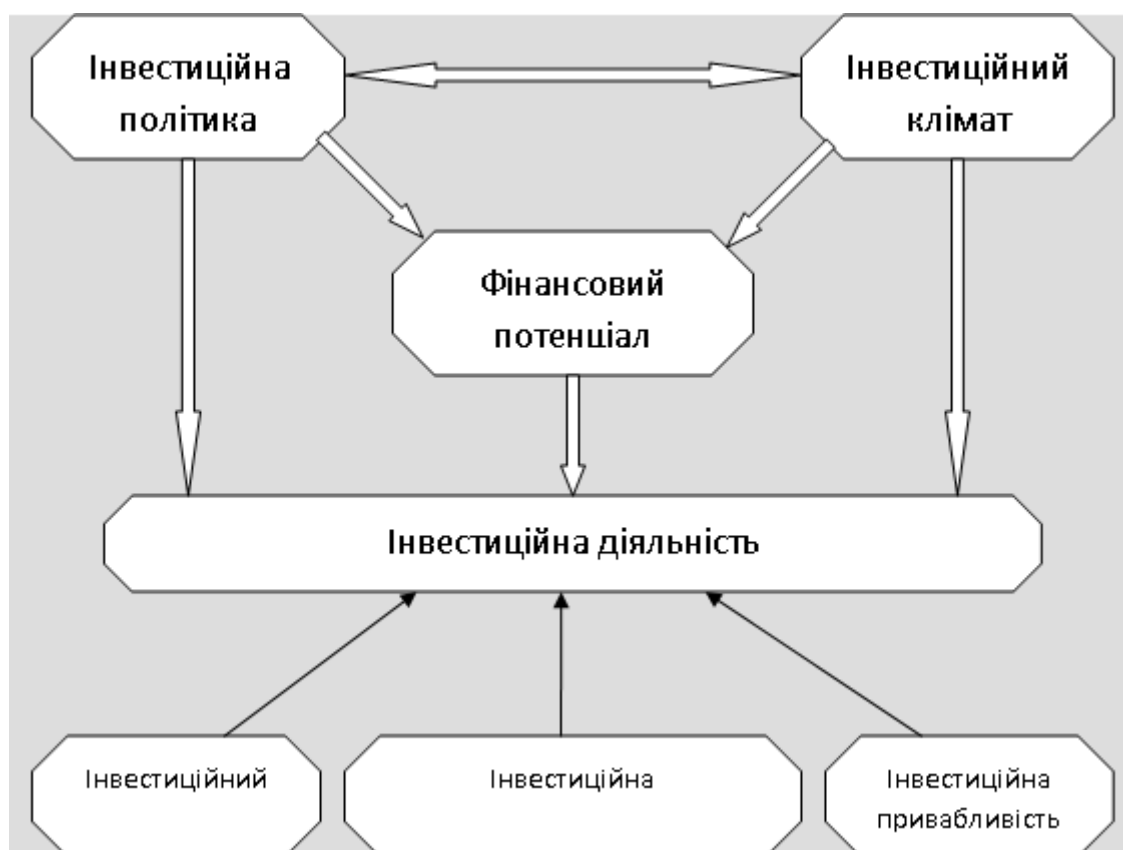 Інвестиційна
політика
Інвестиційний
клімат
Фінансовий
потенціал
Інвестиційна діяльність
Інвестиційний
Інвестиційна
Інвестиційна
привабливість